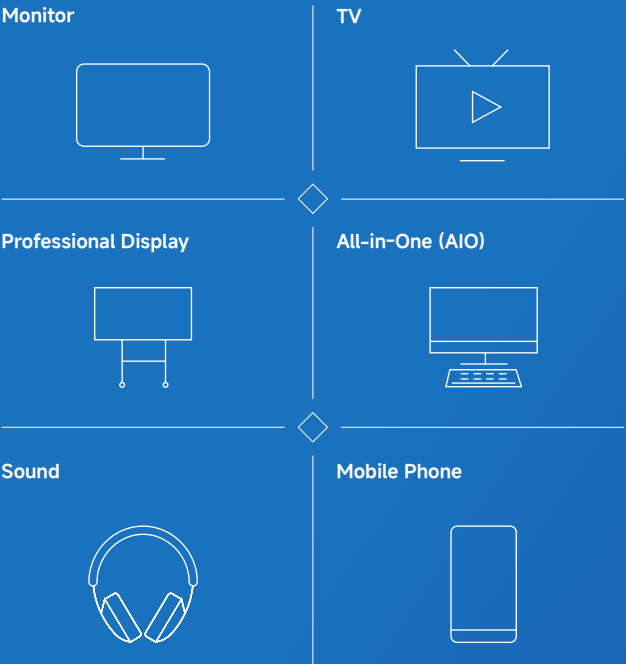 Monitor
TV
Professional Display
All-in-One (AIO)
Sound
Mobile Phone